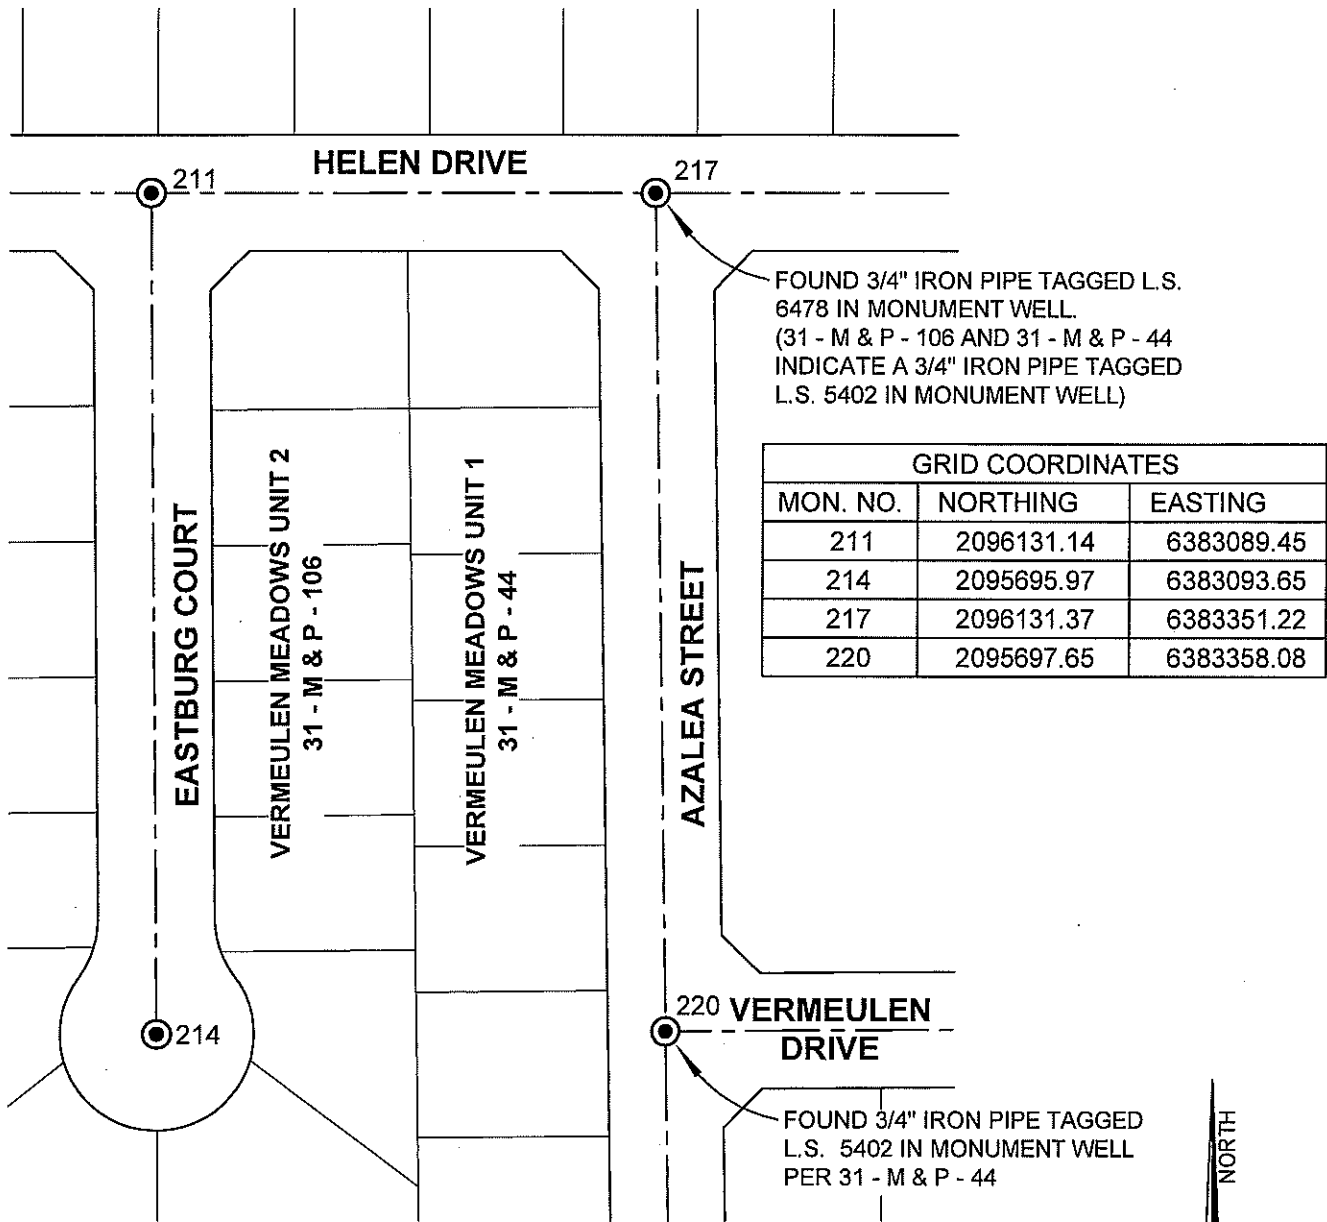 HELEN DRIVE
211
217
FOUND 3/4" IRON PIPE TAGGED L.S.
6478 IN MONUMENT WELL.
(31 - M & P - 106 AND 31 - M & P - 44
INDICATE A 3/4" IRON PIPE TAGGED
L.S. 5402 IN MONUMENT WELL)
GRID COORDINATES
MON. NO. NORTHING EASTING
211 2096131.14 6383089.45
214 2095695.97 6383093.65
217 2096131.37 6383351.22
220 2095697.65 6383358.08
EASTBURG COURT
VERMEULEN MEADOWS UNIT 2
31 - M & P - 106
VERMEULEN MEADOWS UNIT 1
31 - M & P - 44
AZALEA STREET
214
220
VERMEULEN
DRIVE
FOUND 3/4" IRON PIPE TAGGED
L.S. 5402 IN MONUMENT WELL
PER 31 - M & P - 44
NORTH